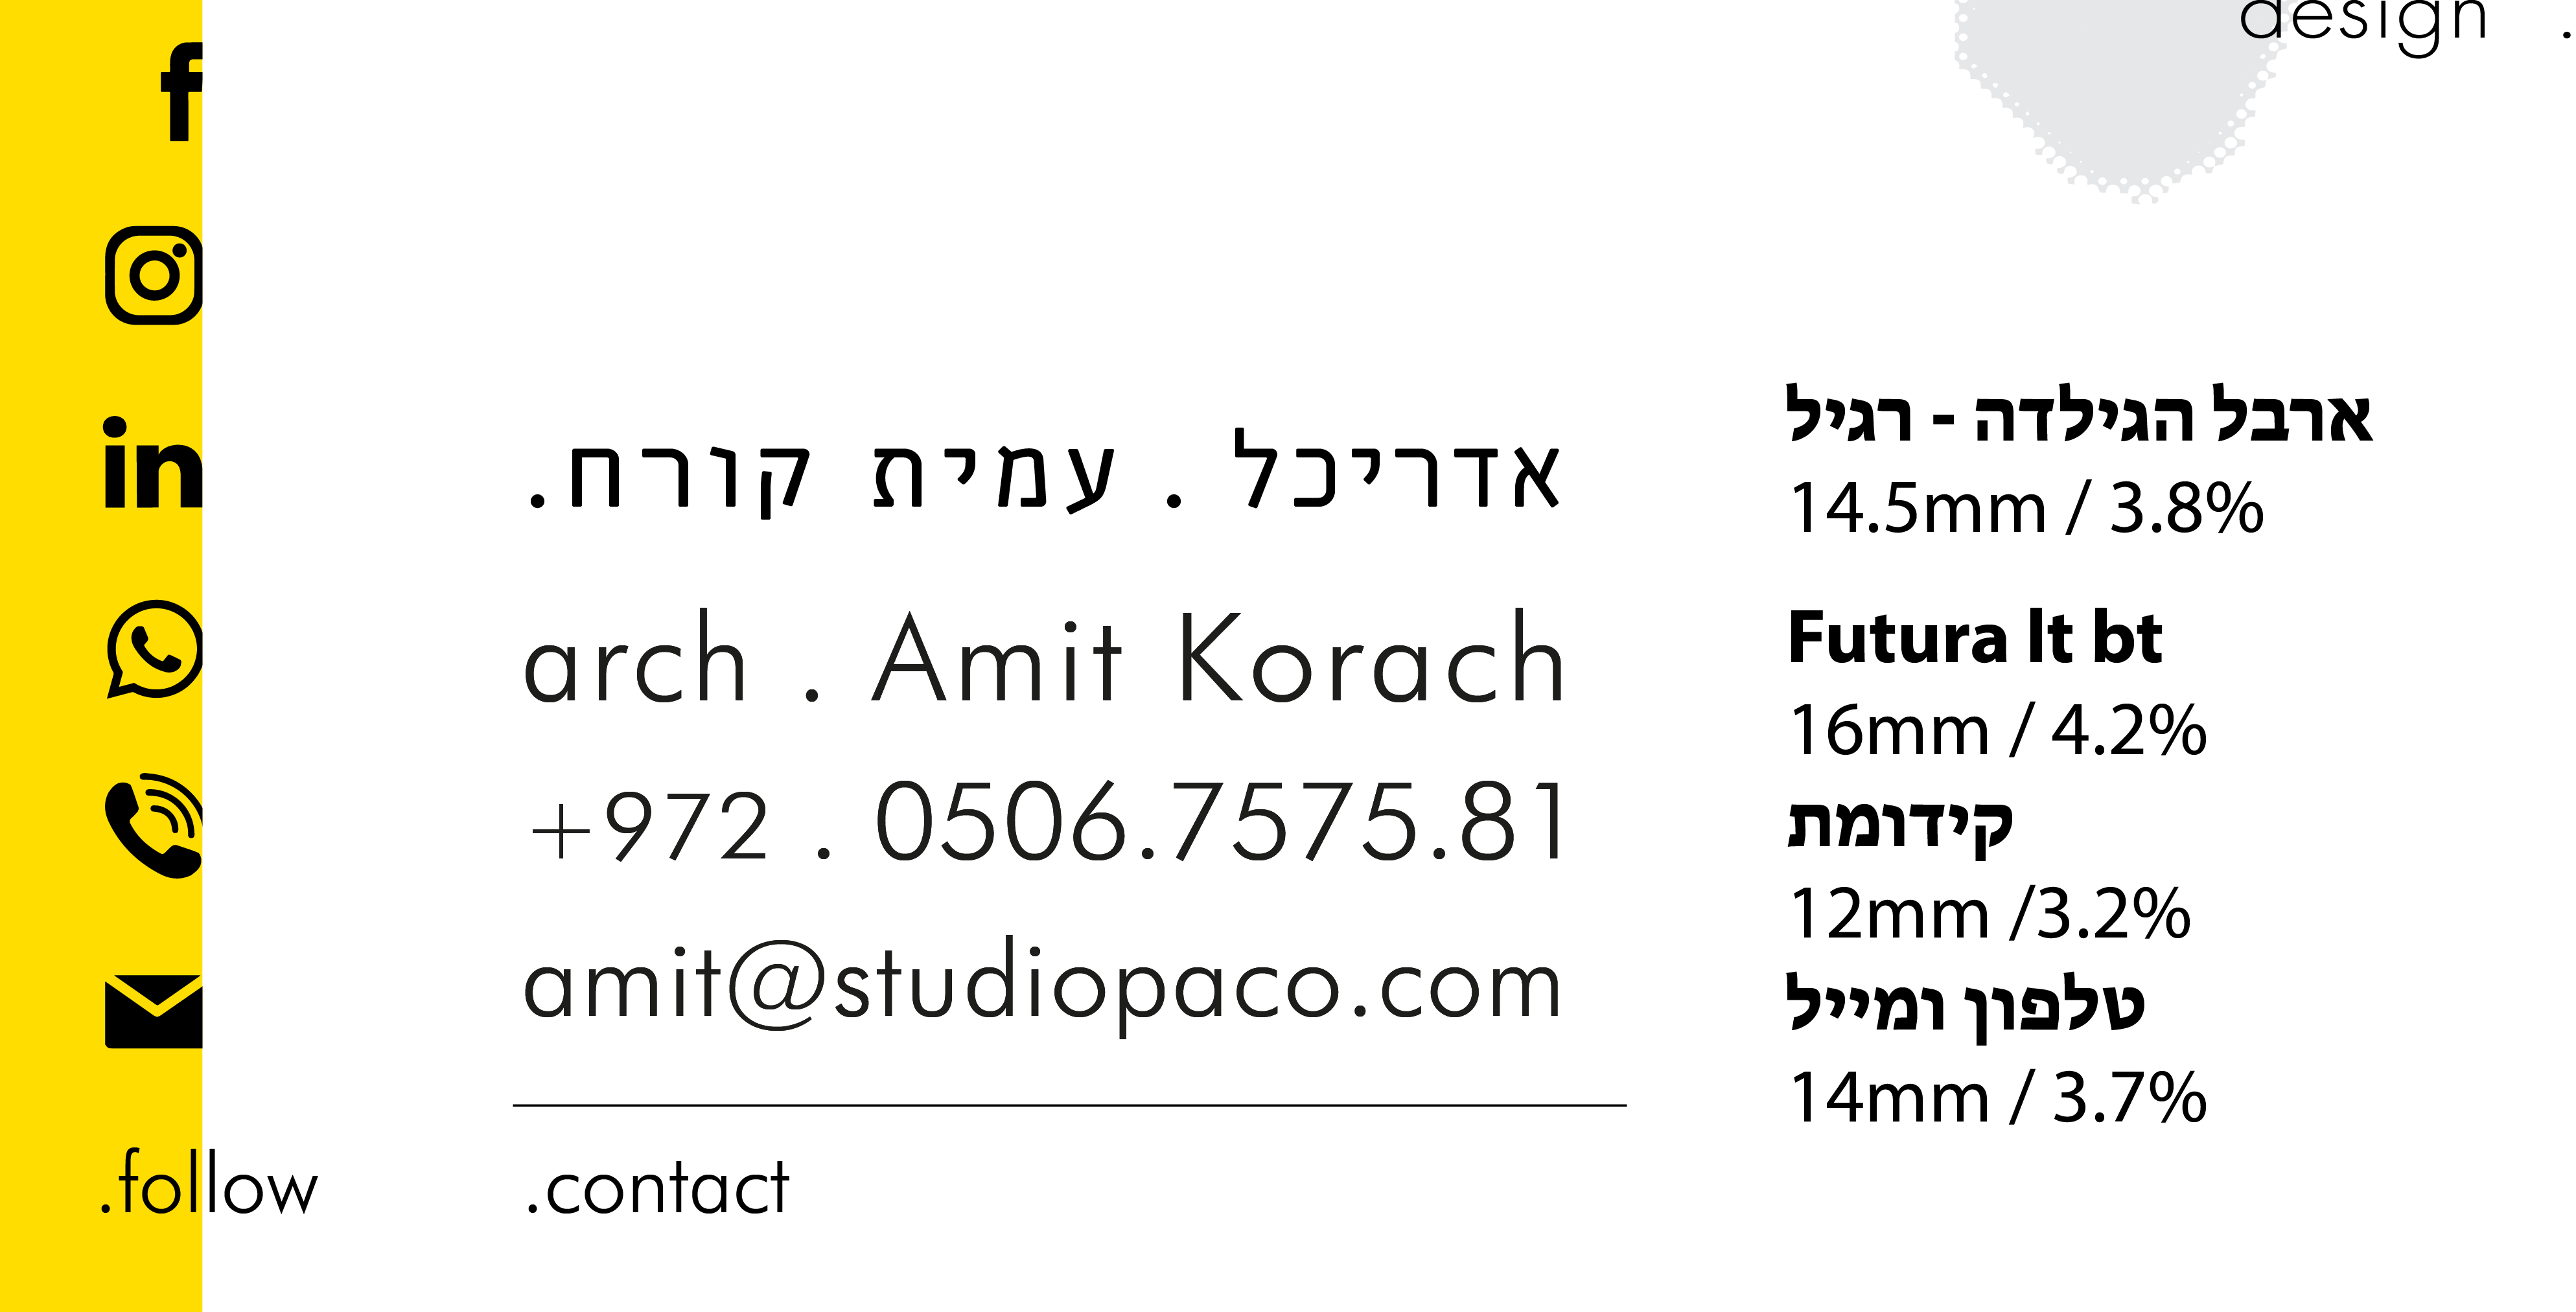 design .
אדריכל . עמית קורח.
arch . Amit Korach
+972 . 0506.7575.81
amit@studiopaco.com
.follow
.contact
ארבל הגילדה - רגיל
14.5mm / 3.8%
Futura lt bt
16mm / 4.2%
קידומת
12mm /3.2%
טלפון ומייל
14mm / 3.7%